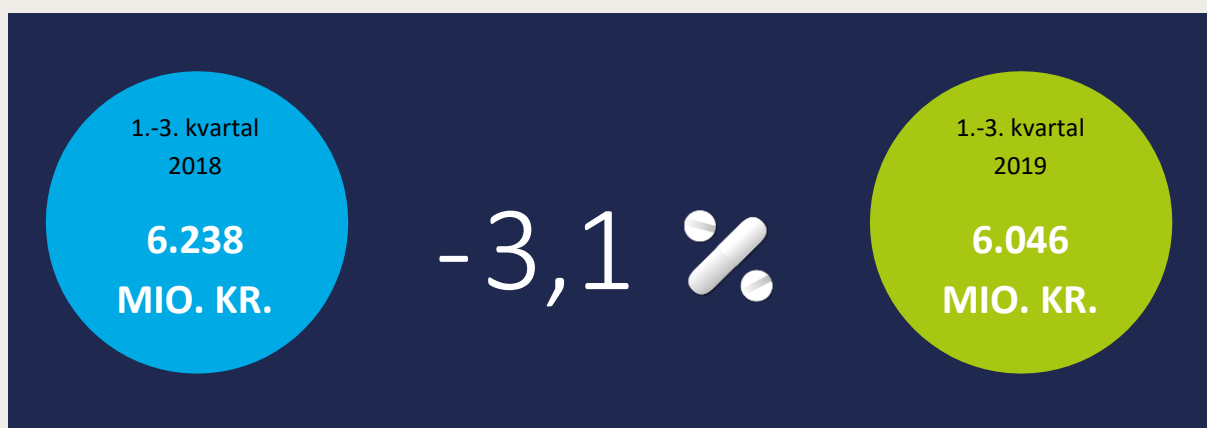 1.-3. kvartal
2018
6.238
MIO. KR.
-3,1 %
1.-3. kvartal
2019
6.046
MIO. KR.